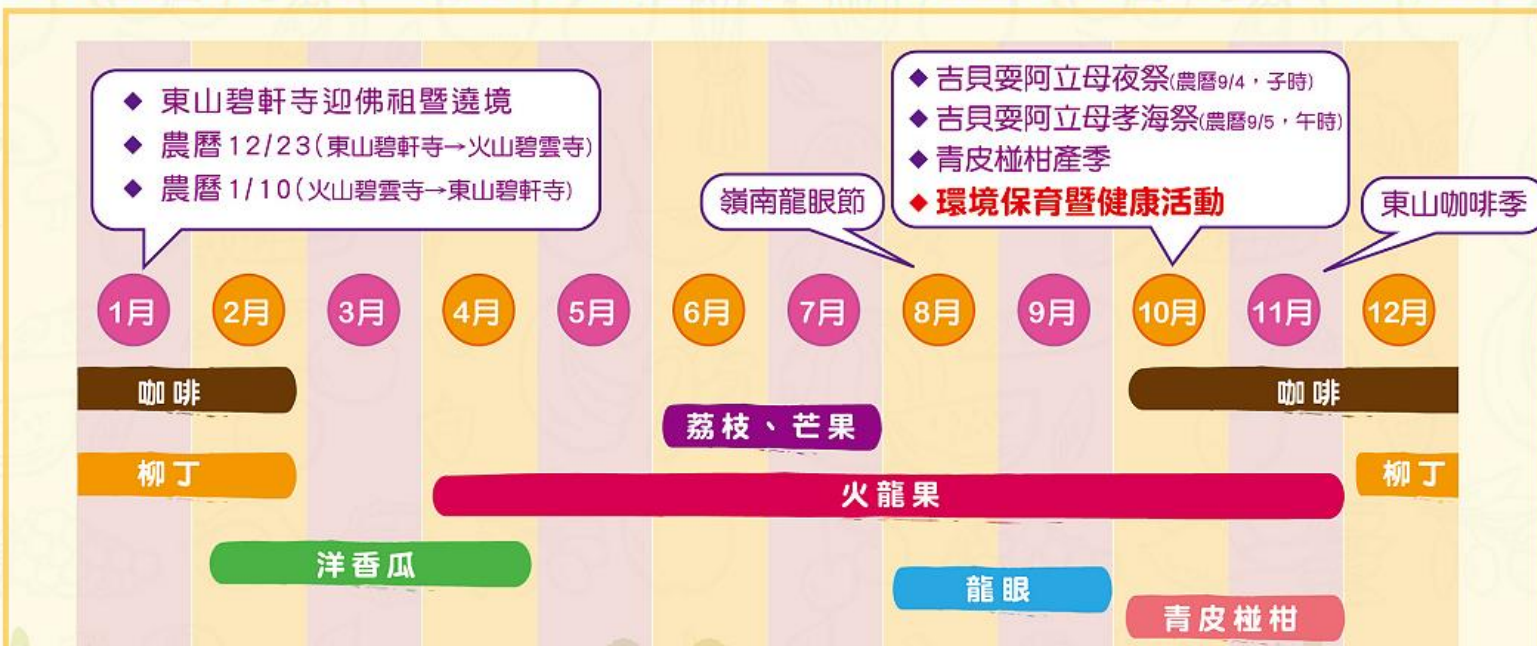 ◆ 東山碧軒寺迎佛祖暨遶境
◆ 農曆12/23(東山碧軒寺→火山碧雲寺)
◆ 農曆1/10(火山碧雲寺→東山碧軒寺)
嶺南龍眼節
◆ 吉貝耍阿立母夜祭(農曆9/4,子時)
◆ 吉貝耍阿立母孝海祭(農曆9/5,午時)
◆ 青皮椪柑產季
◆ 環境保育暨健康活動
東山咖啡季
1月 2月 3月 4月 5月 6月 7月 8月 9月 10月 11月 12月
咖啡
咖啡
荔枝、芒果
柳丁
柳丁
火龍果
洋香瓜
龍眼
青皮椪柑